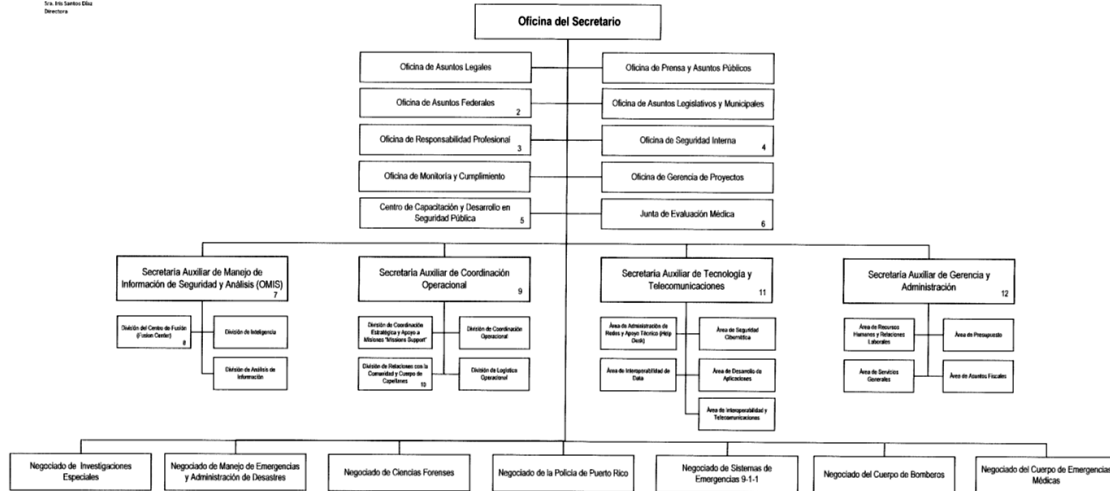 Sra. Iris Santos Díaz
Directora
Oficina del Secretario
Oficina de Asuntos Legales
Oficina de Prensa y Asuntos Públicos
Oficina de Asuntos Federales
2
Oficina de Asuntos Legislativos y Municipales
Oficina de Responsabilidad Profesional
3
Oficina de Seguridad Interna
4
Oficina de Monitoría y Cumplimiento
Oficina de Gerencia de Proyectos
Centro de Capacitación y Desarrollo en
Seguridad Pública
5
Junta de Evaluación Médica
6
Secretaría Auxiliar de Manejo de
Información de Seguridad y Análisis (OMIS)
7
Secretaría Auxiliar de Coordinación
Operacional
9
Secretaría Auxiliar de Tecnología y
Telecomunicaciones
11
Secretaría Auxiliar de Gerencia y
Administración
12
División del Centro de Fusión
(Fusion Center)
8
División de Inteligencia
División de Análisis de
Información
División de Coordinación
Estratégica y Apoyo a
Misiones "Missions Support"
División de Coordinación
Operacional
División de Relaciones con la
Comunidad y Cuerpo de
Capellanes
10
División de Logística
Operacional
Área de Administración de
Redes y Apoyo Técnico (Help
Desk)
Área de Seguridad
Cibernética
Área de Interoperabilidad de
Data
Área de Desarrollo de
Aplicaciones
Área de Interoperabilidad y
Telecomunicaciones
Área de Recursos
Humanos y Relaciones
Laborales
Área de Presupuesto
Área de Servicios
Generales
Área de Asuntos Fiscales
Negociado de Investigaciones
Especiales
Negociado de Manejo de Emergencias
y Administración de Desastres
Negociado de Ciencias Forenses
Negociado de la Policía de Puerto Rico
Negociado de Sistemas de
Emergencias 9-1-1
Negociado del Cuerpo de Bomberos
Negociado del Cuerpo de Emergencias
Médicas